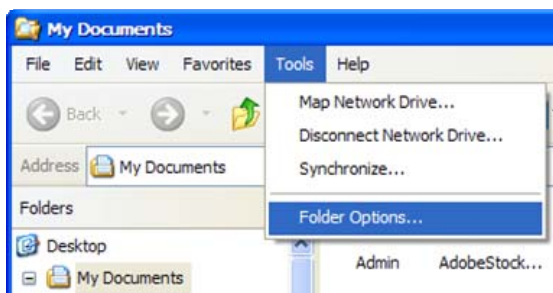 My Documents
File Edit View Favorites Tools Help
Back
Map Network Drive...
Disconnect Network Drive...
Synchronize...
Folder Options...
Address My Documents
Folders
Desktop
My Documents
Admin AdobeStock...